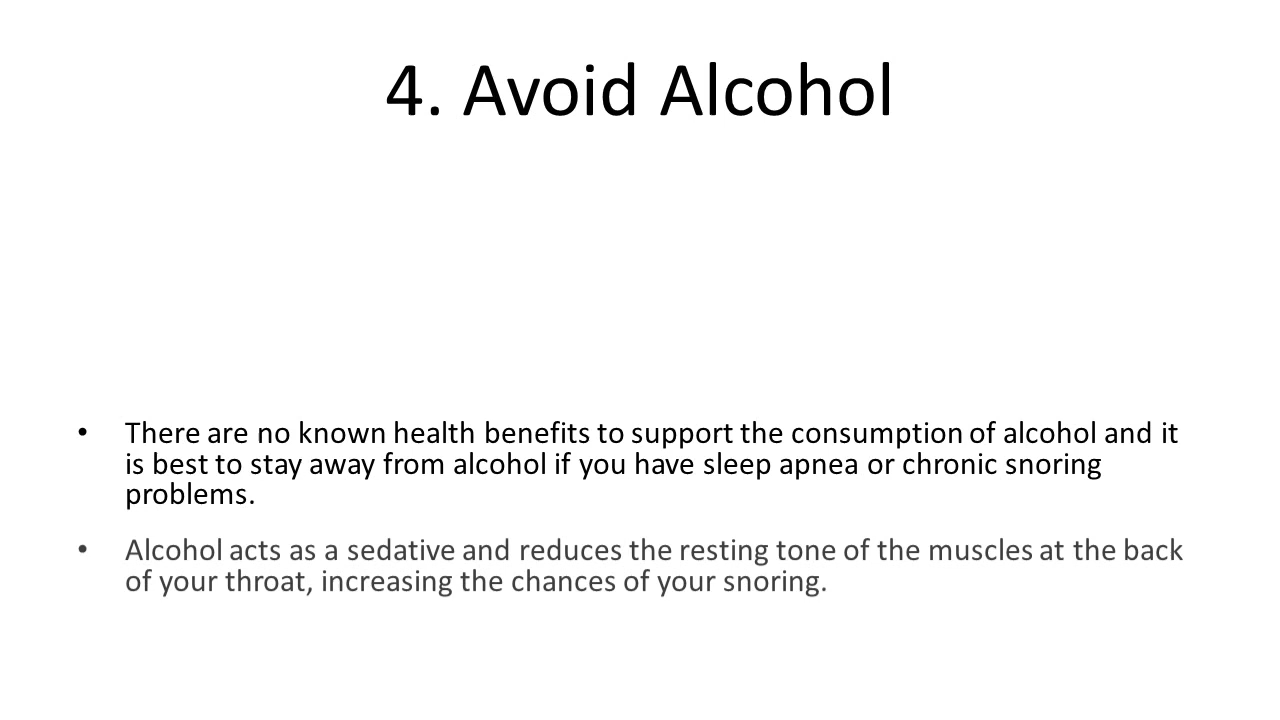 4. Avoid Alcohol
• There are no known health benefits to support the consumption of alcohol and it
is best to stay away from alcohol if you have sleep apnea or chronic snoring
problems.
• Alcohol acts as a sedative and reduces the resting tone of the muscles at the back
of your throat, increasing the chances of your snoring.